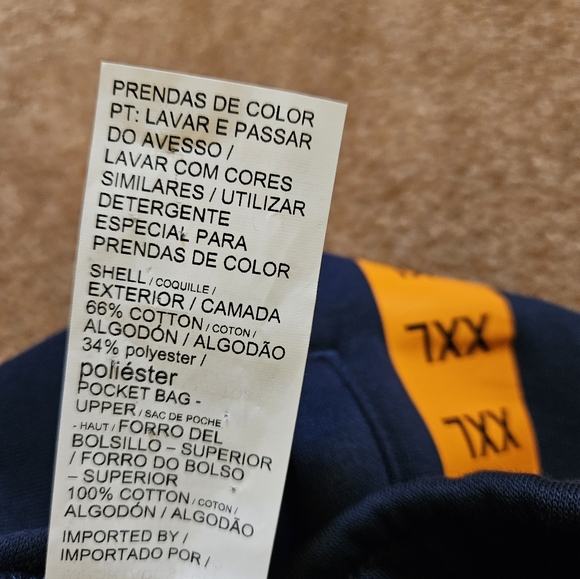 PRENDAS DE COLOR
PT: LAVAR E PASSAR
DO AVESSO /
LAVAR COM CORES
SIMILARES / UTILIZAR
DETERGENTE
ESPECIAL PARA
PRENDAS DE COLOR
SHELL / COQUILLE /
EXTERIOR / CAMADA
66% COTTON / COTON /
ALGODÓN / ALGODÃO
34% polyester /
poliéster
POCKET BAG -
UPPER / SAC DE POCHE
- HAUT / FORRO DEL
BOLSILLO – SUPERIOR
/ FORRO DO BOLSO
– SUPERIOR
100% COTTON / COTON /
ALGODÓN / ALGODÃO
IMPORTED BY /
IMPORTADO POR /
XXL
XXL